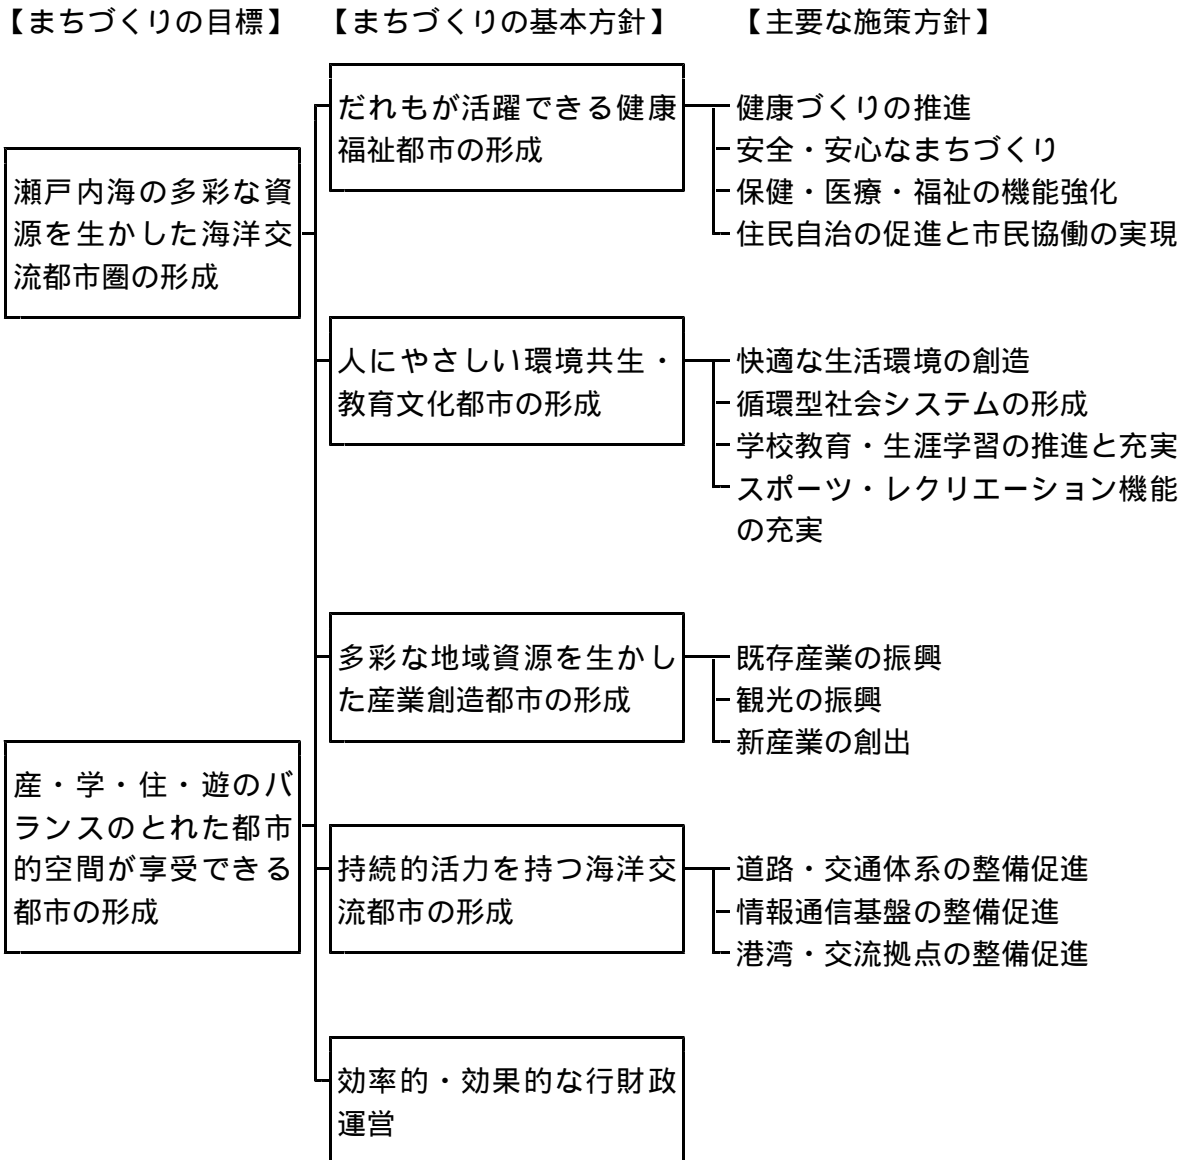 【まちづくりの目標】 【まちづくりの基本方針】 【主要な施策方針】
瀬戸内海の多彩な資
源を生かした海洋交
流都市圏の形成
産・学・住・遊のバ
ランスのとれた都市
的空間が享受できる
都市の形成
だれもが活躍できる健康
福祉都市の形成
健康づくりの推進
安全・安心なまちづくり
保健・医療・福祉の機能強化
住民自治の促進と市民協働の実現
人にやさしい環境共生・
教育文化都市の形成
快適な生活環境の創造
循環型社会システムの形成
学校教育・生涯学習の推進と充実
スポーツ・レクリエーション機能
の充実
多彩な地域資源を生かし
た産業創造都市の形成
既存産業の振興
観光の振興
新産業の創出
持続的活力を持つ海洋交
流都市の形成
道路・交通体系の整備促進
情報通信基盤の整備促進
港湾・交流拠点の整備促進
効率的・効果的な行財政
運営